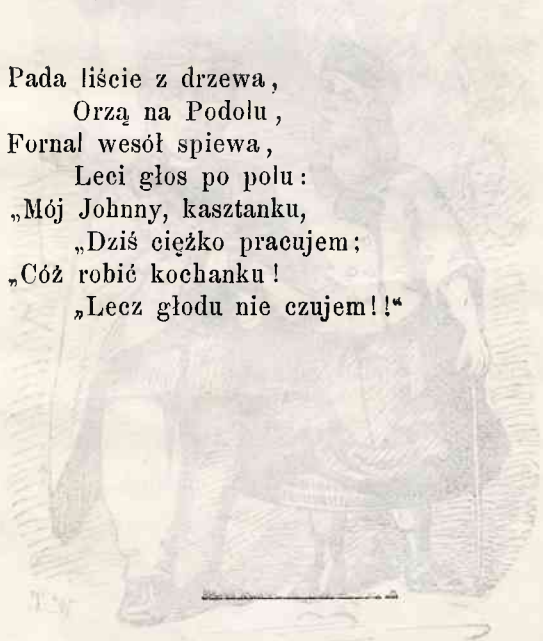 Pada liście z drzewa,
Orzą na Podolu,
Fornal wesół spiewa,
Leci głos po polu:
„Mój Johnny, kasztanku,
„Dziś ciężko pracujem;
„Cóż robić kochanku!
„Lecz głodu nie czujem!!“